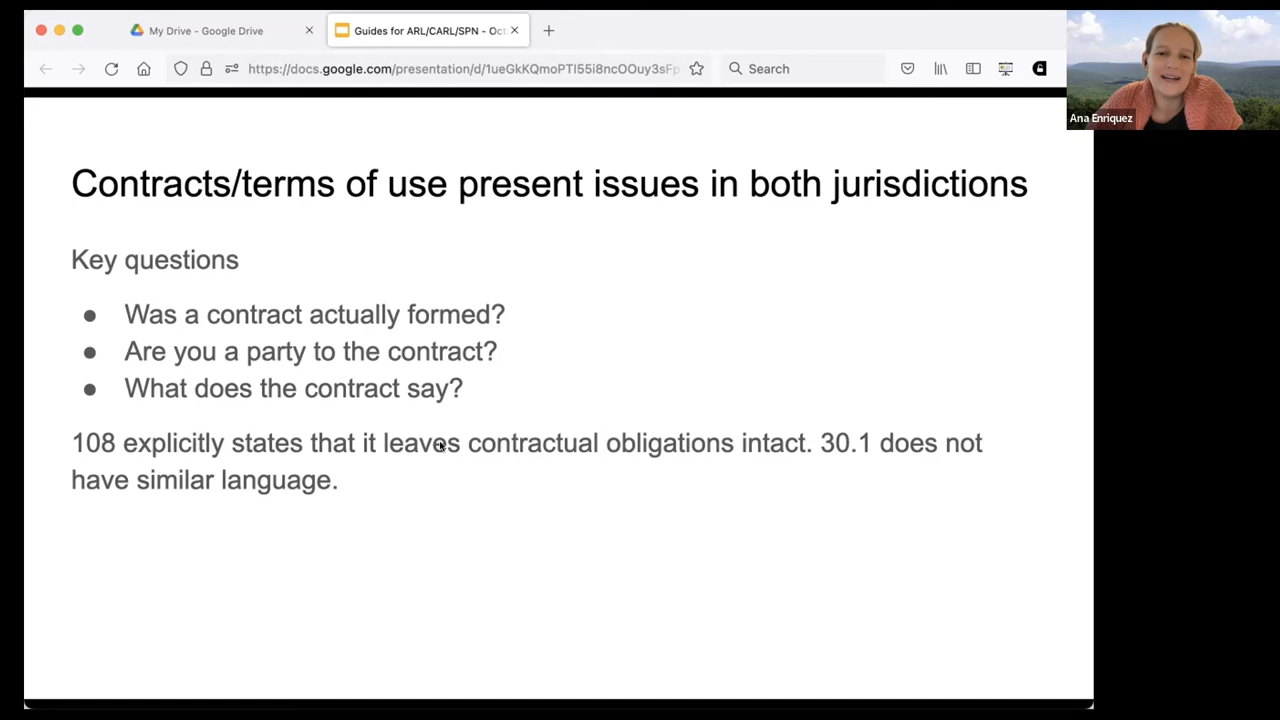 My Drive - Google Drive
Guides for ARL/CARL/SPN - Oct
https://docs.google.com/presentation/d/1ueGkKQmoPTI55i8ncOOuy3sFp
Search
Ana Enriquez
Contracts/terms of use present issues in both jurisdictions
Key questions
● Was a contract actually formed?
● Are you a party to the contract?
● What does the contract say?
108 explicitly states that it leaves contractual obligations intact. 30.1 does not
have similar language.